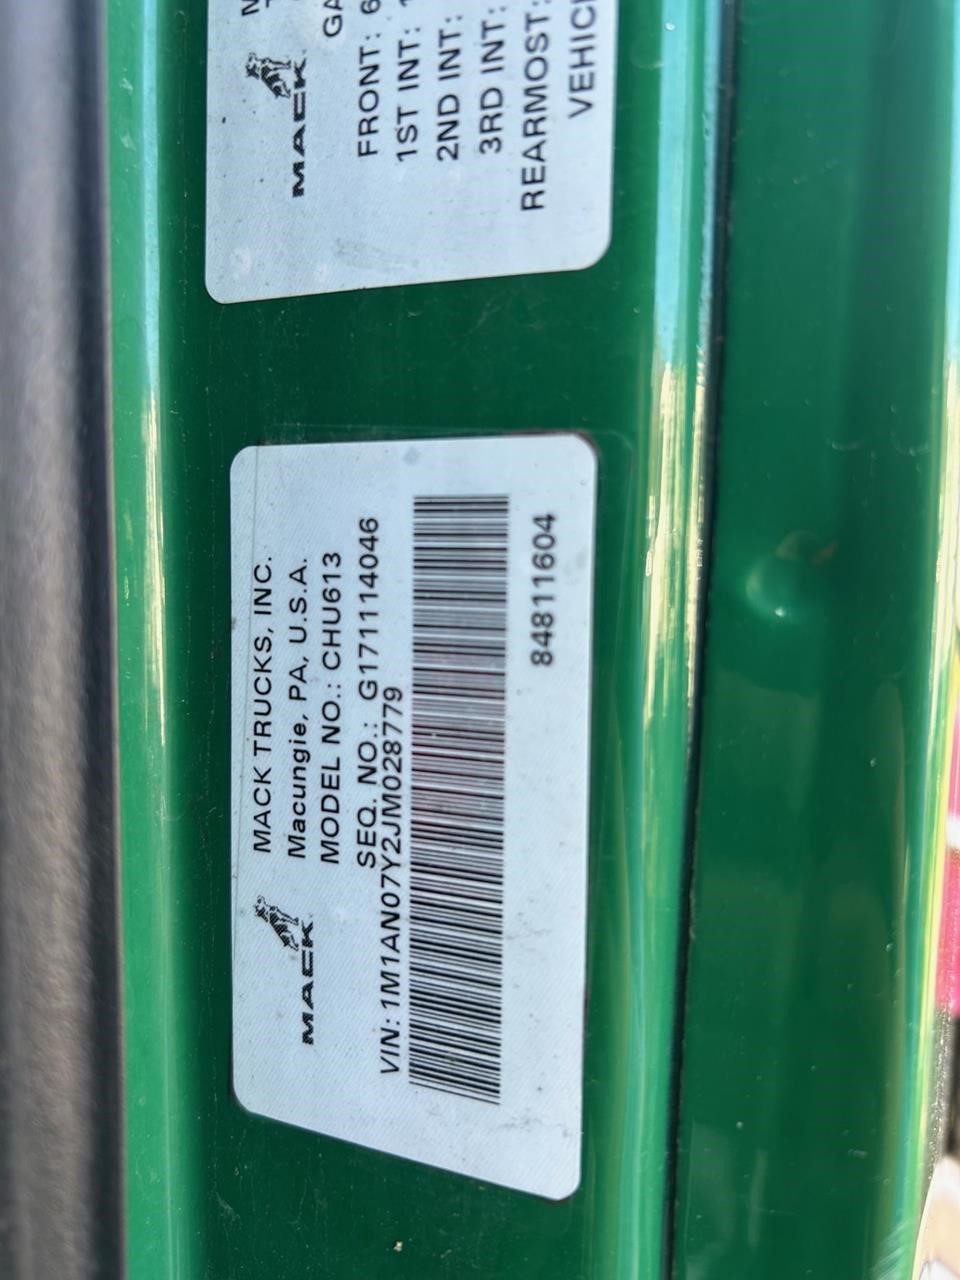 MACK
FRONT: 6
1ST INT:
2ND INT:
3RD INT:
REARMOST:
MACK
MACK TRUCKS, INC.
Macungie, PA, U.S.A.
MODEL NO.: CHU613
SEQ. NO.: G171114046
VIN: 1M1AN07Y2JM028779
84811604